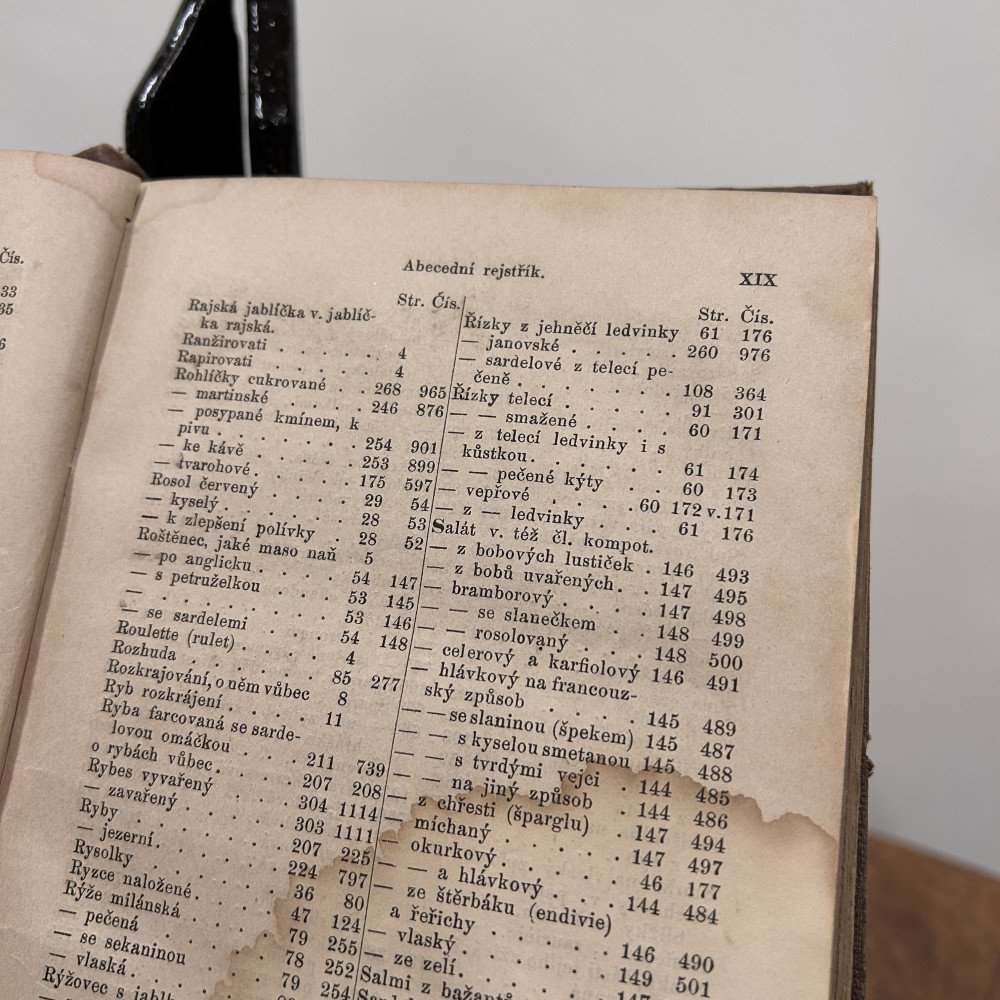 Čís.
33
35
6
Abecední rejstřík. XIX
Str. Čís.
Rajská jablíčka v. jablíč-
ka rajská.
Ranžirovati . . . . . . 4
Rapirovati . . . . . . 4
Rohlíčky cukrované . . 268 965
— martinské . . . . . 246 876
— posypané kmínem, k
pivu . . . . . . . . 254 901
— ke kávě . . . . . . 253 899
— tvarohové . . . . . 175 597
Rosol červený . . . . 29 54
— kyselý . . . . . . 28 53
— k zlepšení polívky . 28 52
Roštěnec, jaké maso naň 5
— po anglicku . . . . 54 147
— s petruželkou . . . 53 145
— . . . . . . . . 53 146
— se sardelemi . . . . 54 148
Roulette (rulet) . . . . 4
Rozhuda . . . . . . . 85 277
Rozkrajování, o něm vůbec 8
Ryb rozkrájení . . . . 11
Ryba farcovaná se sarde-
lovou omáčkou . . . 211 739
o rybách vůbec . . . . 207 208
Rybes vyvařený . . . 304 1114
— zavařený . . . . . 303 1111
Ryby . . . . . . . . 207 225
— jezerní . . . . . . 224 797
Rysolky . . . . . . . 36 80
Ryzce naložené . . . . 47 124
Rýže milánská . . . . 79 255
— pečená . . . . . . 78 252
— se sekaninou . . . . 79 254
— vlaská . . . . . .
Rýžovec s
Str. Čís.
Řízky z jehněčí ledvinky 61 176
— janovské . . . . . 260 976
— sardelové z telecí pe-
čeně . . . . . . . 108 364
Řízky telecí . . . . . 91 301
— — smažené . . . . 60 171
— z telecí ledvinky i s
kůstkou . . . . . . 61 174
— — pečené kýty . . 60 173
— vepřové . . . . 60 172 v.171
— z — ledvinky . . . 61 176
Salát v. též čl. kompot.
— z bobových lustiček . 146 493
— z bobů uvařených . . 147 495
— bramborový . . . . 147 498
— — se slanečkem . . 148 499
— — rosolovaný . . . 148 500
— celerový a karfiolový 146 491
— hlávkový na francouz-
ský způsob . . . . 145 489
— — se slaninou (špekem) 145 487
— — s kyselou smetanou 145 488
— — s tvrdými vejci . 144 485
— — na jiný způsob . 144 486
— z chřesti (šparglu) . 147 494
— míchaný . . . . . 147 497
— okurkový . . . . . 46 177
— — a hlávkový . . . 144 484
— ze štěrbáku (endivie)
a řeřichy . . . . . 146 490
— vlaský . . . . . . 149 501
— ze zelí . . . . . . 147
Salmi z bažantů